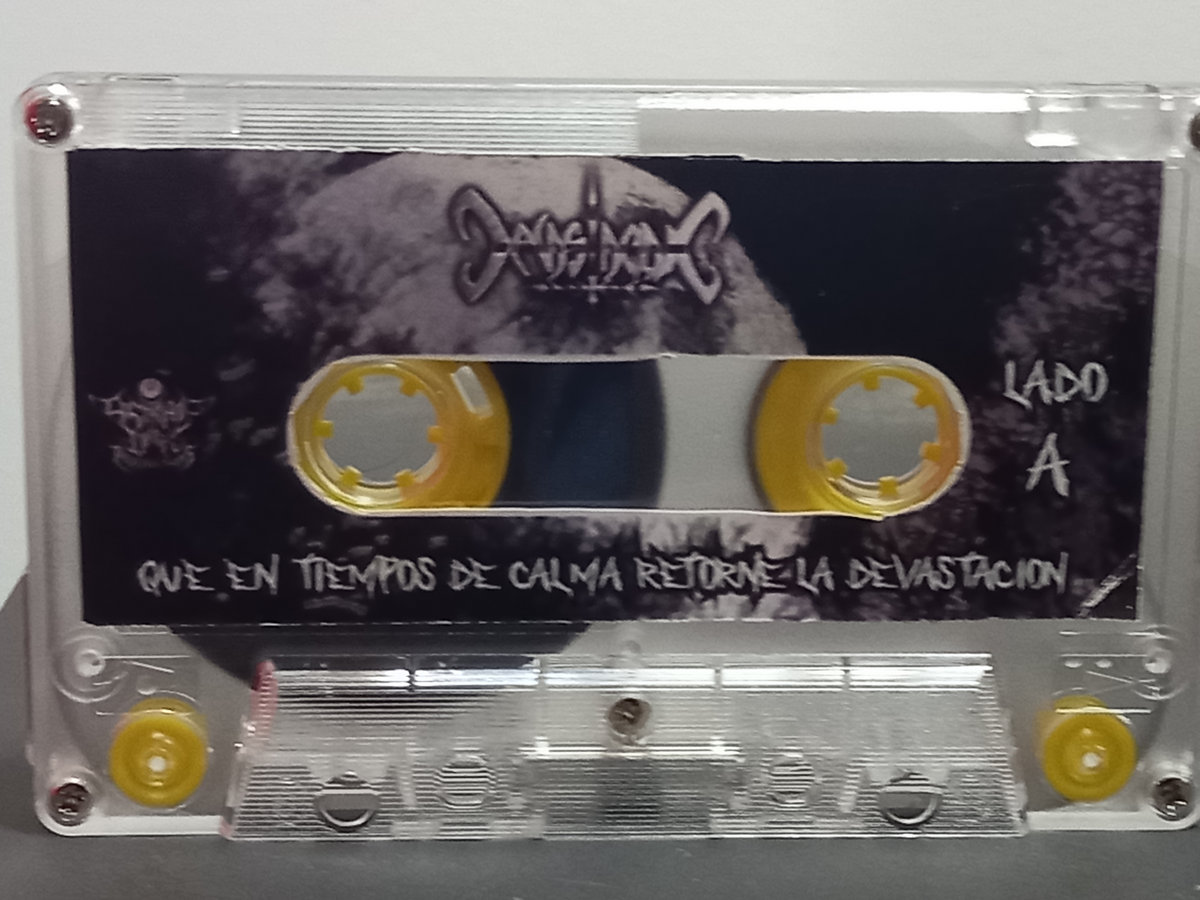 LADO
A
QUE EN TIEMPOS DE CALMA RETORNE LA DEVASTACION